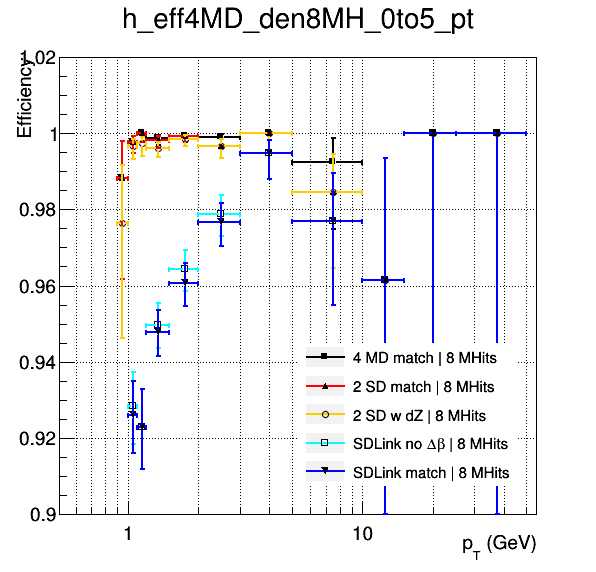 h_eff4MD_den8MH_0to5_pt
Efficiency
1.02
1
0.98
0.96
0.94
0.92
0.9
4 MD match | 8 MHits
2 SD match | 8 MHits
2 SD w dZ | 8 MHits
SDLink no Δβ | 8 MHits
SDLink match | 8 MHits
1
10
p_T (GeV)